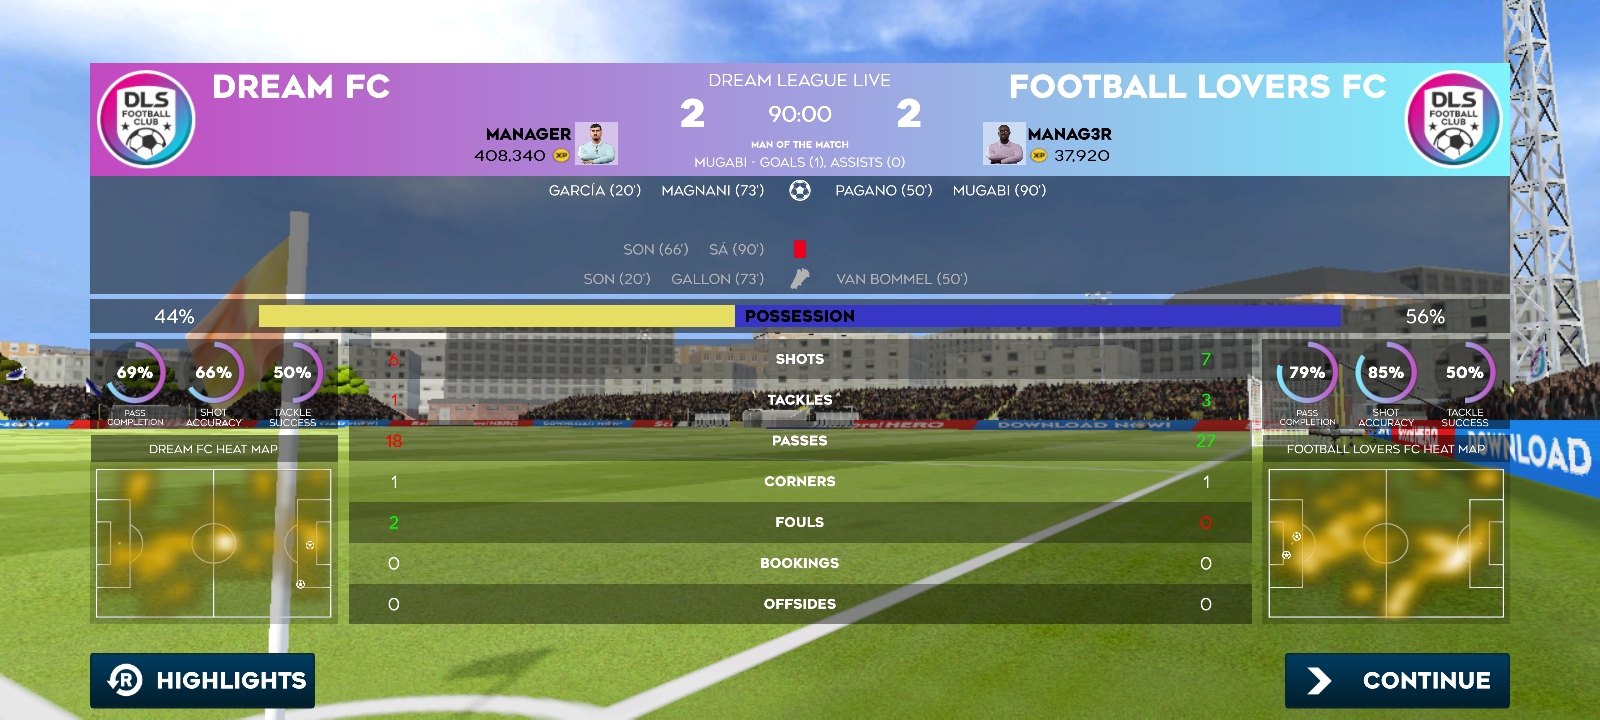 DREAM FC
DREAM LEAGUE LIVE
FOOTBALL LOVERS FC
DLS
FOOTBALL
CLUB
2 90:00 2
DLS
FOOTBALL
CLUB
MANAGER
408,340 XP
MAN OF THE MATCH
MUGABI - GOALS (1), ASSISTS (0)
MANAG3R
XP 37,920
GARCÍA (20') MAGNANI (73') PAGANO (50') MUGABI (90')
SON (66') SÁ (90')
SON (20') GALLON (73') VAN BOMMEL (50')
44% POSSESSION 56%
69% 66% 50%
PASS COMPLETION
SHOT ACCURACY
TACKLE SUCCESS
6 SHOTS 7
1 TACKLES 3
18 PASSES 27
1 CORNERS 1
2 FOULS 0
0 BOOKINGS 0
0 OFFSIDES 0
79% 85% 50%
PASS COMPLETION
SHOT ACCURACY
TACKLE SUCCESS
DREAM FC HEAT MAP
FOOTBALL LOVERS FC HEAT MAP
DOWNLOAD NOW!
DOWNLOAD
R HIGHLIGHTS
CONTINUE